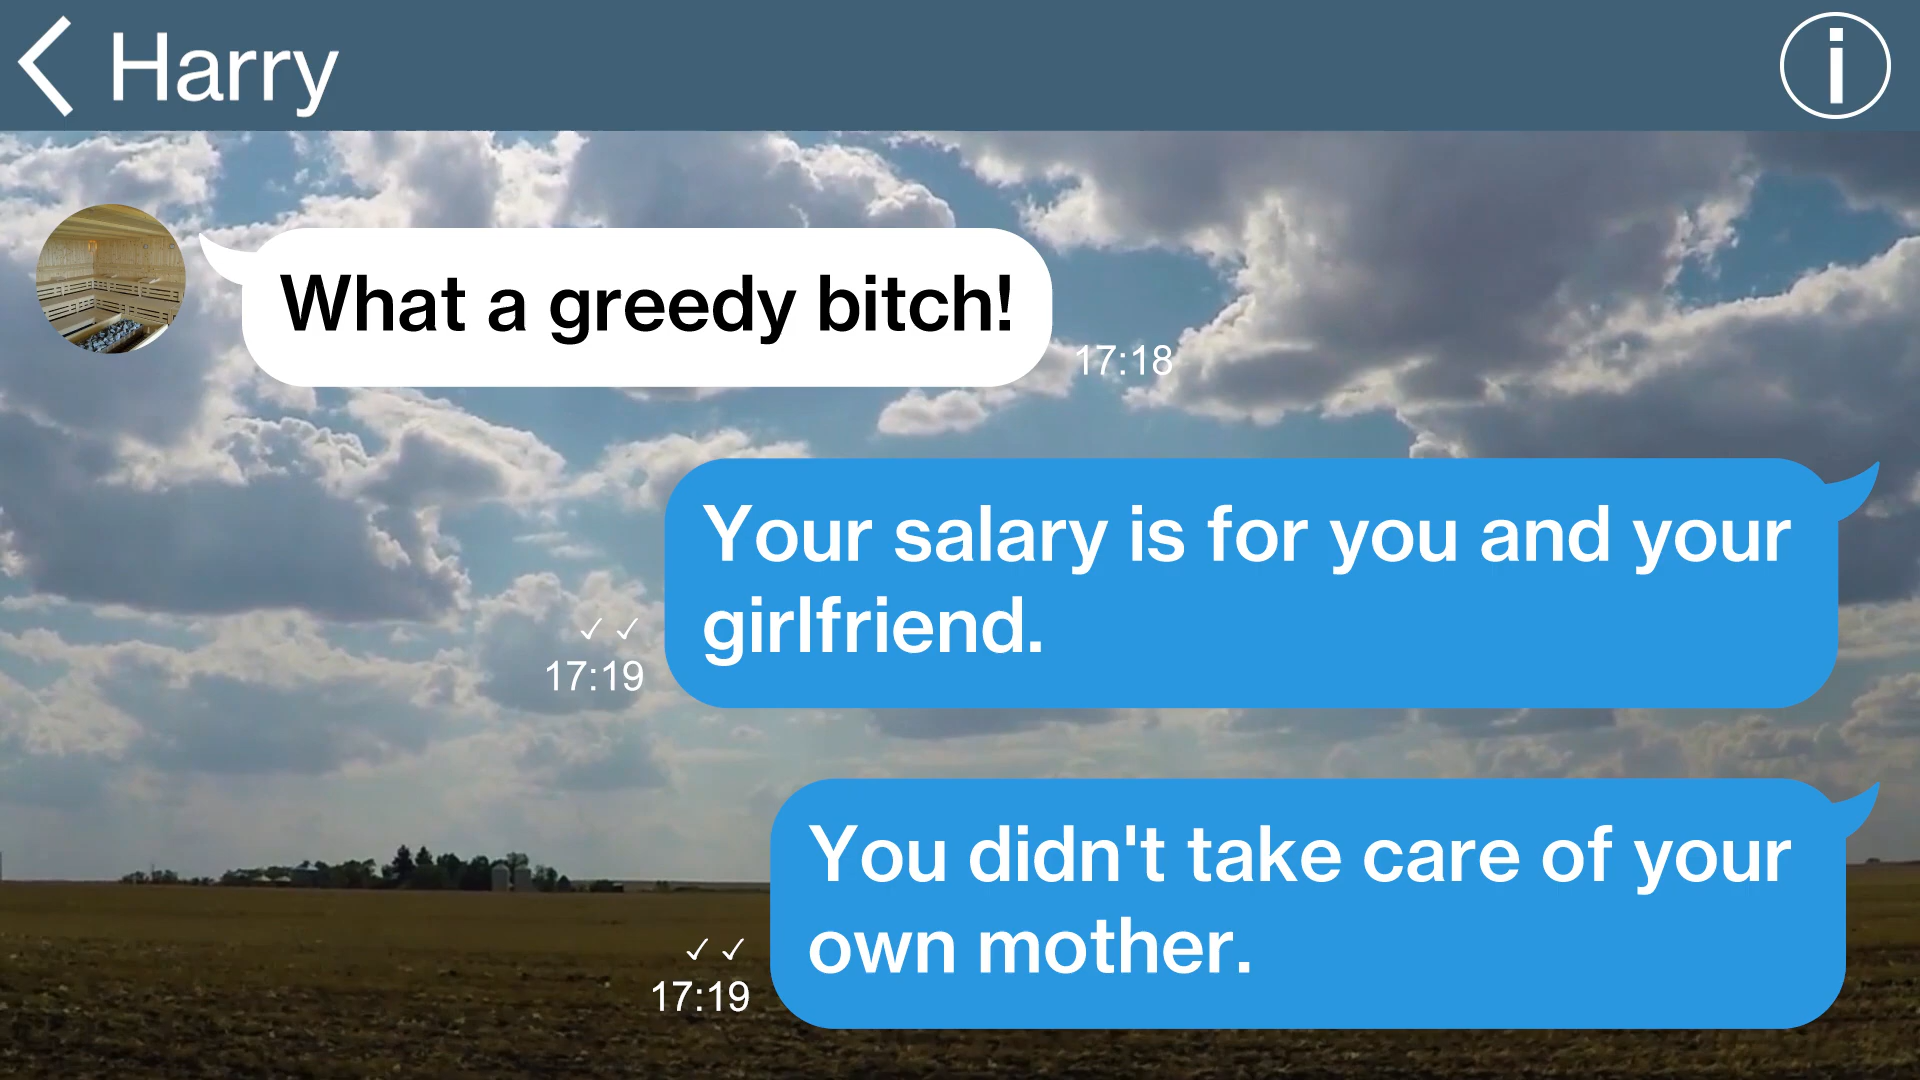 Harry
What a greedy bitch!
17:18
Your salary is for you and your
girlfriend.
17:19
You didn't take care of your
own mother.
17:19